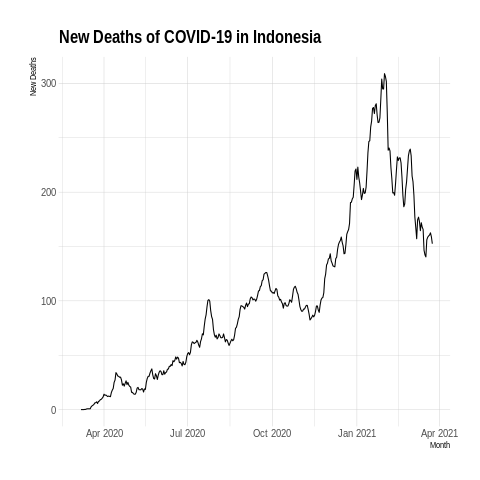 New Deaths of COVID-19 in Indonesia
New Deaths
300
200
100
0
Apr 2020 Jul 2020 Oct 2020 Jan 2021 Apr 2021
Month